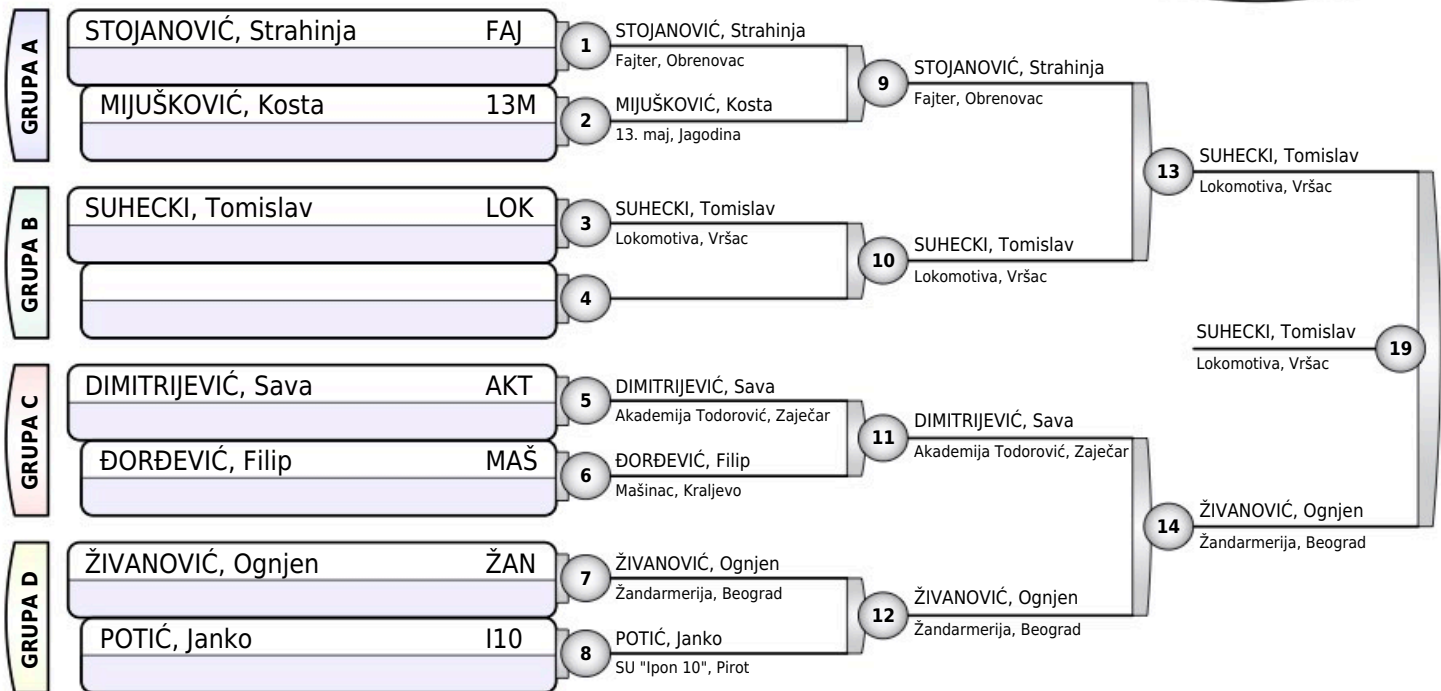 GRUPA A
STOJANOVIĆ, Strahinja FAJ
MIJUŠKOVIĆ, Kosta 13M
1
STOJANOVIĆ, Strahinja
Fajter, Obrenovac
2
MIJUŠKOVIĆ, Kosta
13. maj, Jagodina
9
STOJANOVIĆ, Strahinja
Fajter, Obrenovac
GRUPA B
SUHECKI, Tomislav LOK
3
SUHECKI, Tomislav
Lokomotiva, Vršac
4
10
SUHECKI, Tomislav
Lokomotiva, Vršac
13
SUHECKI, Tomislav
Lokomotiva, Vršac
GRUPA C
DIMITRIJEVIĆ, Sava AKT
ĐORĐEVIĆ, Filip MAŠ
5
DIMITRIJEVIĆ, Sava
Akademija Todorović, Zaječar
6
ĐORĐEVIĆ, Filip
Mašinac, Kraljevo
11
DIMITRIJEVIĆ, Sava
Akademija Todorović, Zaječar
GRUPA D
ŽIVANOVIĆ, Ognjen ŽAN
POTIĆ, Janko I10
7
ŽIVANOVIĆ, Ognjen
Žandarmerija, Beograd
8
POTIĆ, Janko
SU "Ipon 10", Pirot
12
ŽIVANOVIĆ, Ognjen
Žandarmerija, Beograd
14
ŽIVANOVIĆ, Ognjen
Žandarmerija, Beograd
SUHECKI, Tomislav
Lokomotiva, Vršac
19